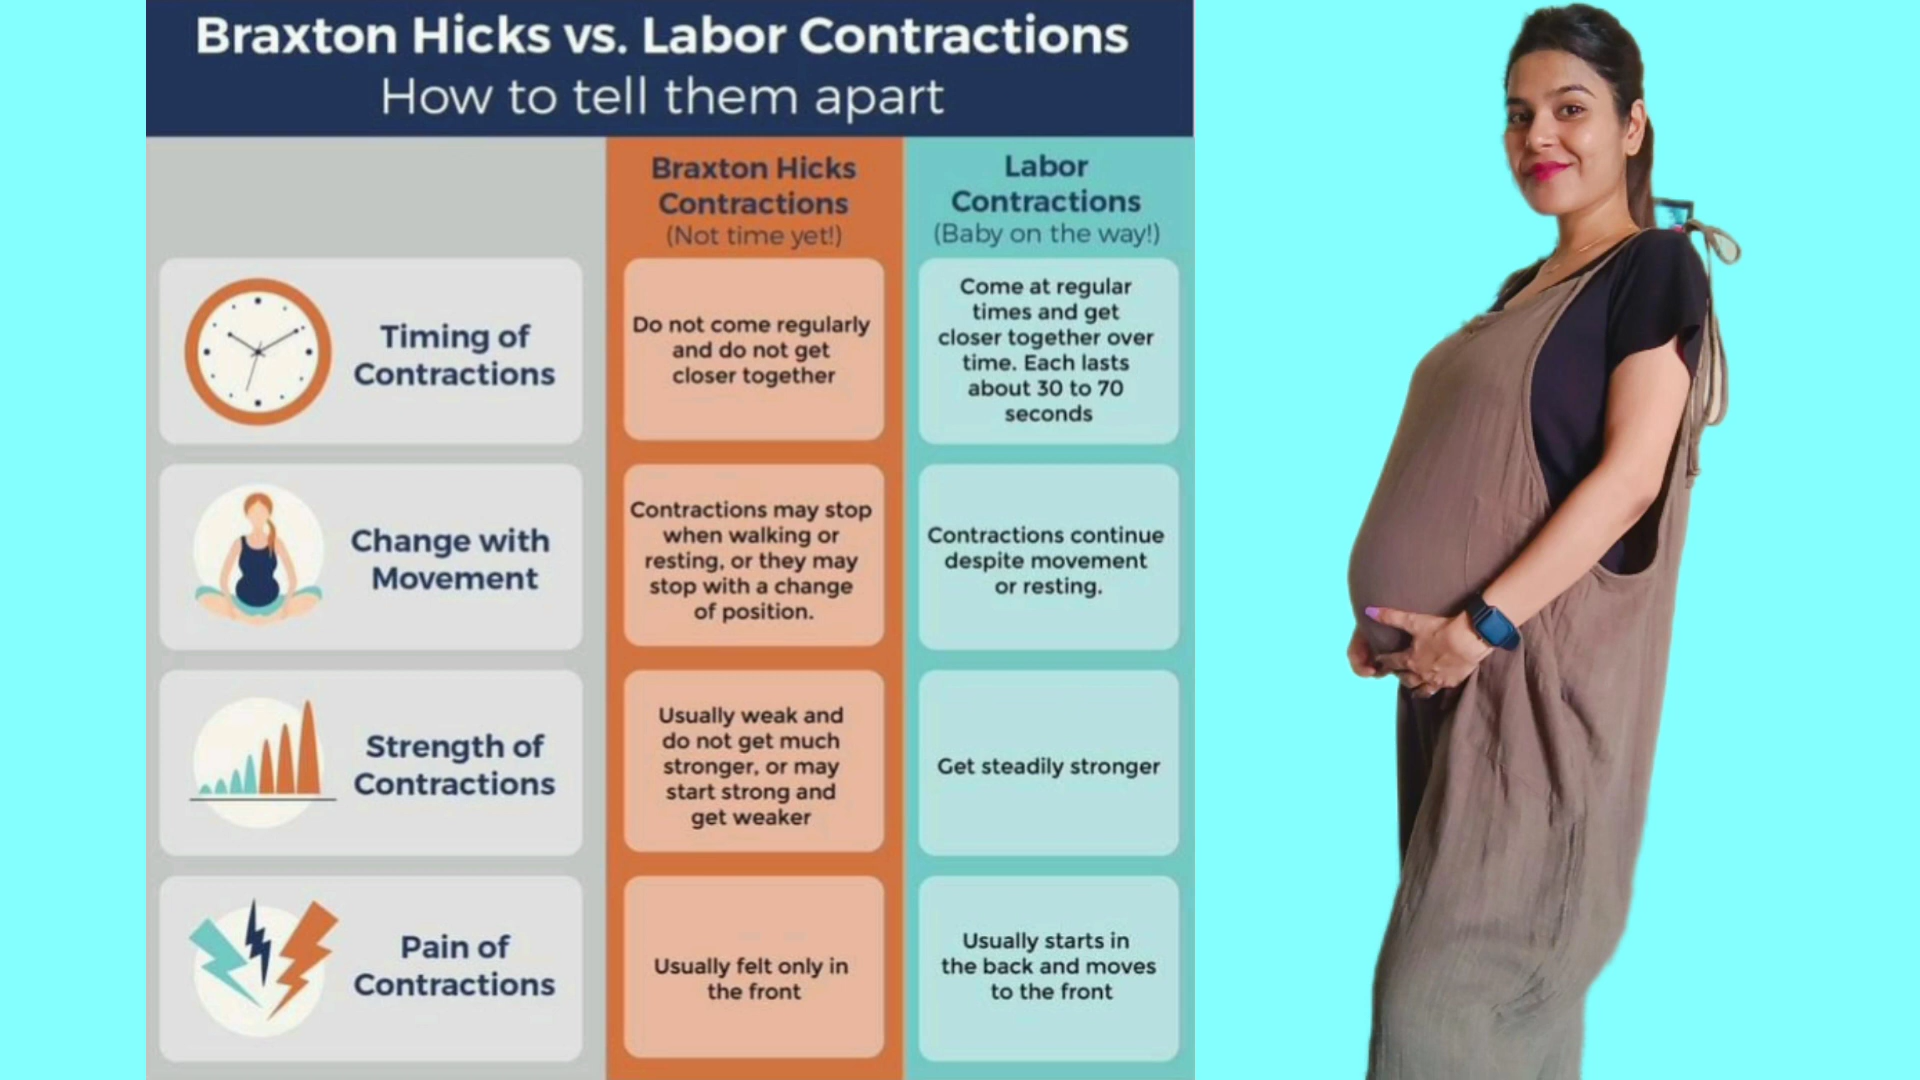 Braxton Hicks vs. Labor Contractions
How to tell them apart
Braxton Hicks
Contractions
(Not time yet!)
Labor
Contractions
(Baby on the way!)
Timing of
Contractions
Do not come regularly
and do not get
closer together
Come at regular
times and get
closer together over
time. Each lasts
about 30 to 70
seconds
Change with
Movement
Contractions may stop
when walking or
resting, or they may
stop with a change
of position.
Contractions continue
despite movement
or resting.
Strength of
Contractions
Usually weak and
do not get much
stronger, or may
start strong and
get weaker
Get steadily stronger
Pain of
Contractions
Usually felt only in
the front
Usually starts in
the back and moves
to the front